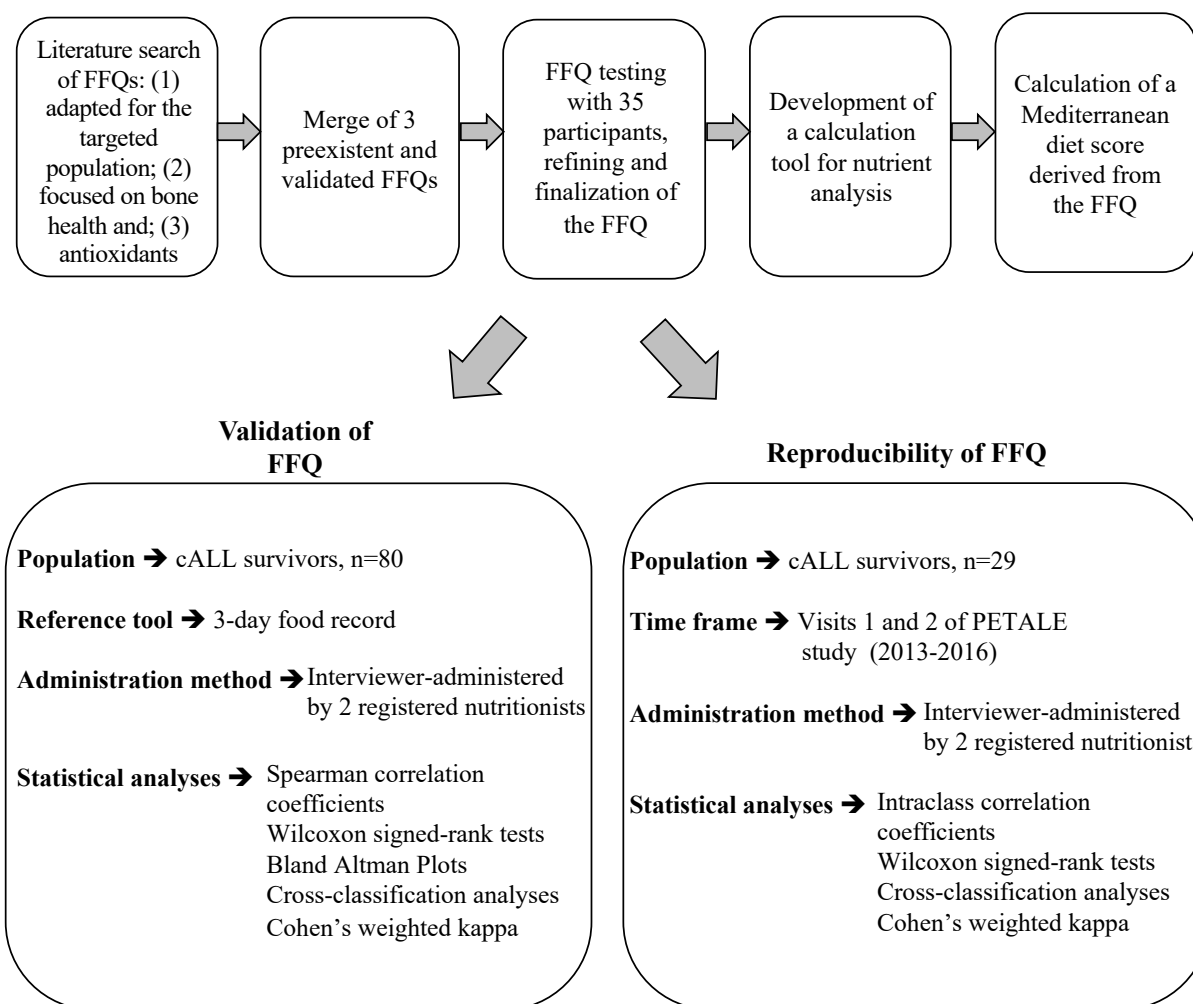 Literature search
of FFQs: (1)
adapted for the
targeted
population; (2)
focused on bone
health and; (3)
antioxidants
Merge of 3
preexistent and
validated FFQs
FFQ testing
with 35
participants,
refining and
finalization of
the FFQ
Development of
a calculation
tool for nutrient
analysis
Calculation of a
Mediterranean
diet score
derived from
the FFQ
Validation of
FFQ
Population ➔ cALL survivors, n=80
Reference tool ➔ 3-day food record
Administration method ➔ Interviewer-administered
by 2 registered nutritionists
Statistical analyses ➔ Spearman correlation
coefficients
Wilcoxon signed-rank tests
Bland Altman Plots
Cross-classification analyses
Cohen's weighted kappa
Reproducibility of FFQ
Population ➔ cALL survivors, n=29
Time frame ➔ Visits 1 and 2 of PETALE
study (2013-2016)
Administration method ➔ Interviewer-administered
by 2 registered nutritionist
Statistical analyses ➔ Intraclass correlation
coefficients
Wilcoxon signed-rank tests
Cross-classification analyses
Cohen's weighted kappa